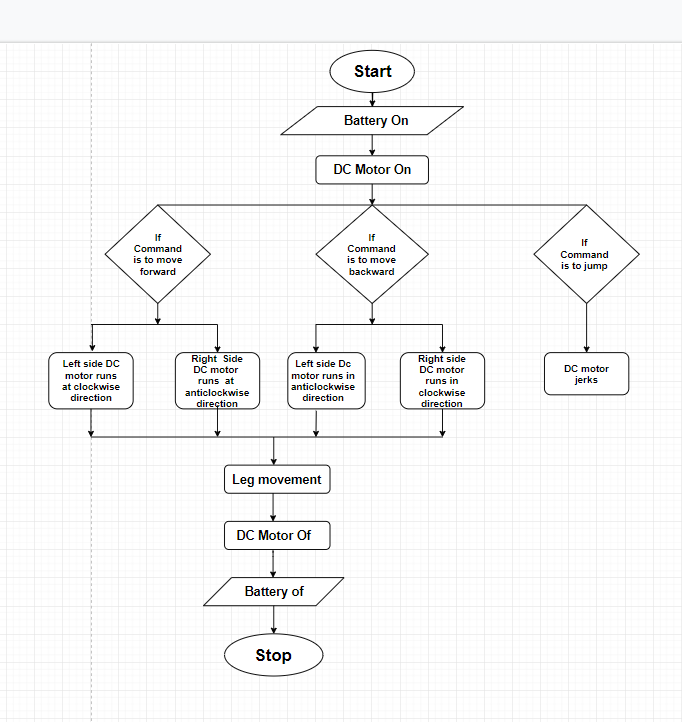 Start
Battery On
DC Motor On
If
Command
is to move
forward
If
Command
is to move
backward
If
Command
is to jump
Left side DC
motor runs
at clockwise
direction
Right Side
DC motor
runs at
anticlockwise
direction
Left side Dc
motor runs in
anticlockwise
direction
Right side
DC motor
runs in
clockwise
direction
DC motor
jerks
Leg movement
DC Motor Of
Battery of
Stop